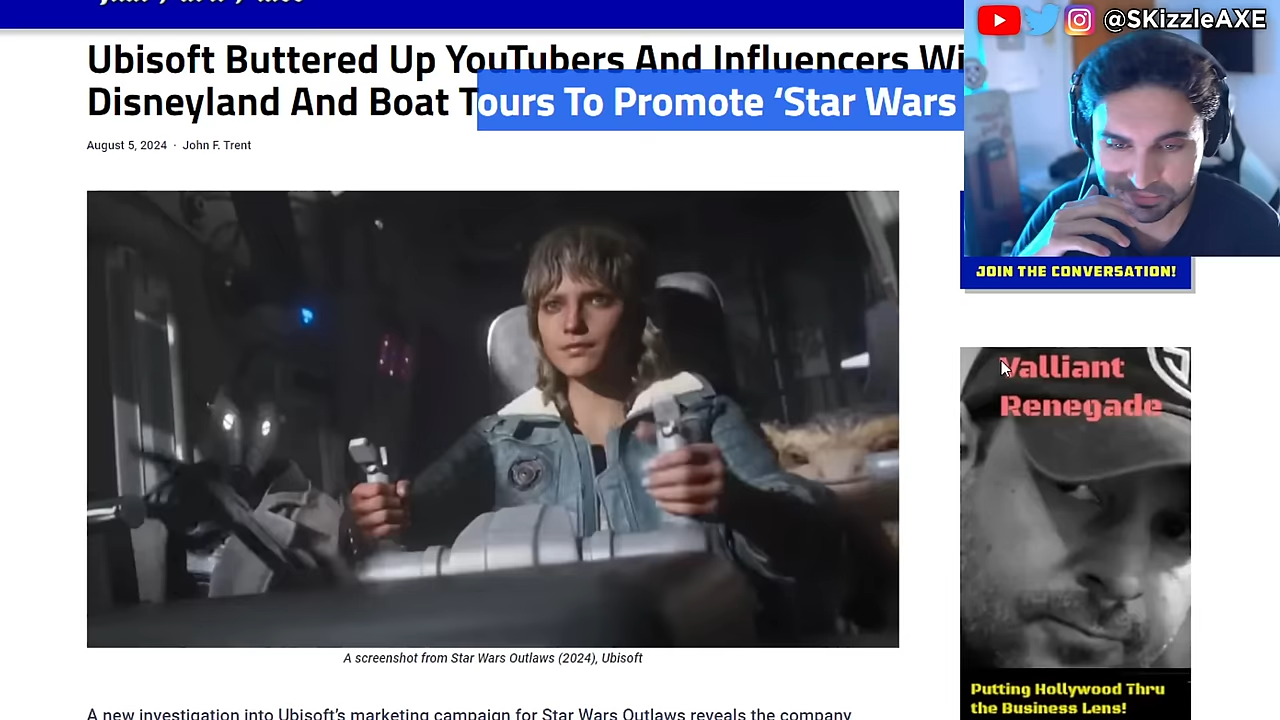 @SKizzleAXE
Ubisoft Buttered Up YouTubers And Influencers Wi
Disneyland And Boat Tours To Promote ‘Star Wars
August 5, 2024 · John F. Trent
JOIN THE CONVERSATION!
Valliant
Renegade
Putting Hollywood Thru
the Business Lens!
A screenshot from Star Wars Outlaws (2024), Ubisoft
A new investigation into Ubisoft’s marketing campaign for Star Wars Outlaws reveals the company